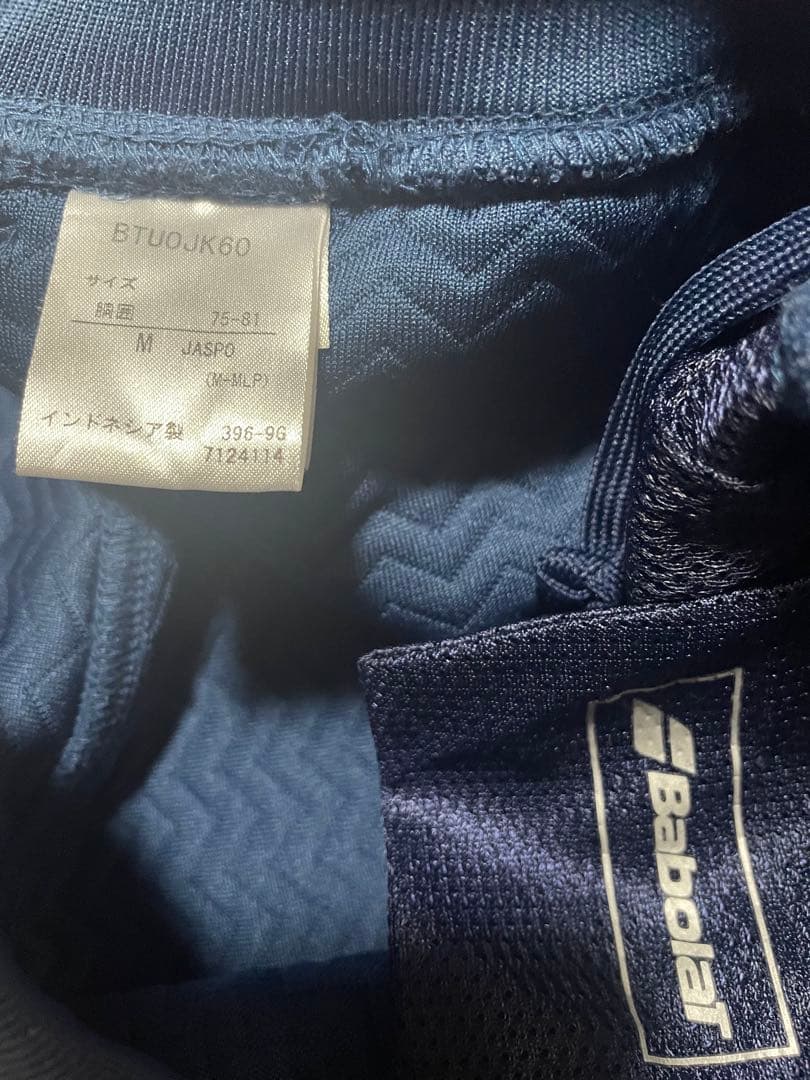 BTU0JK60
サイズ
胴囲 75-81
M JASPO
(M-MLP)
インドネシア製 396-9G
7124114
Babolat